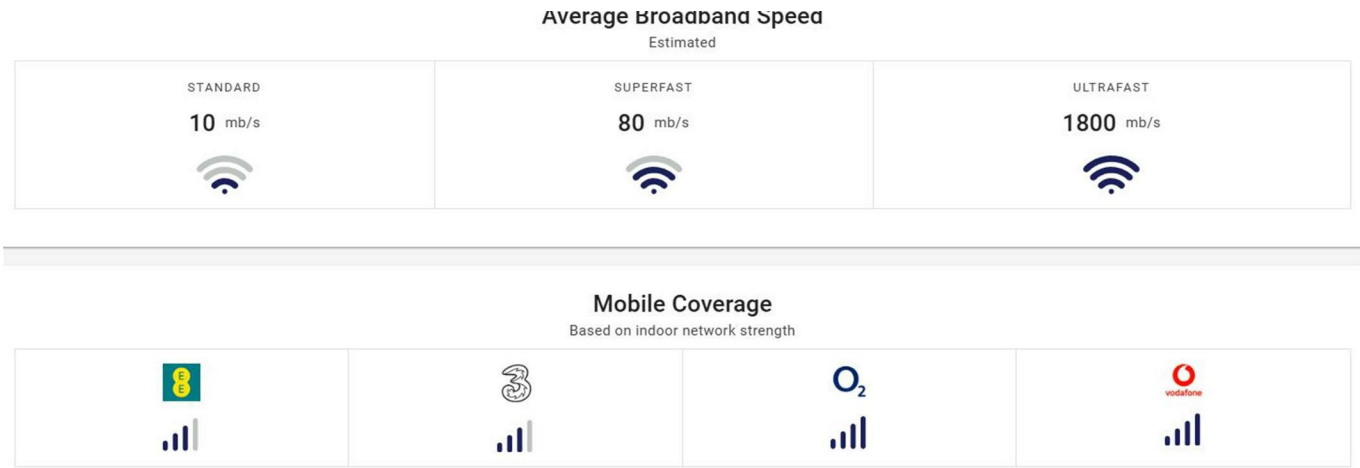 Average Broadband Speed
Estimated
STANDARD SUPERFAST ULTRAFAST
10 mb/s 80 mb/s 1800 mb/s
Mobile Coverage
Based on indoor network strength
E
E
3 O2 vodafone